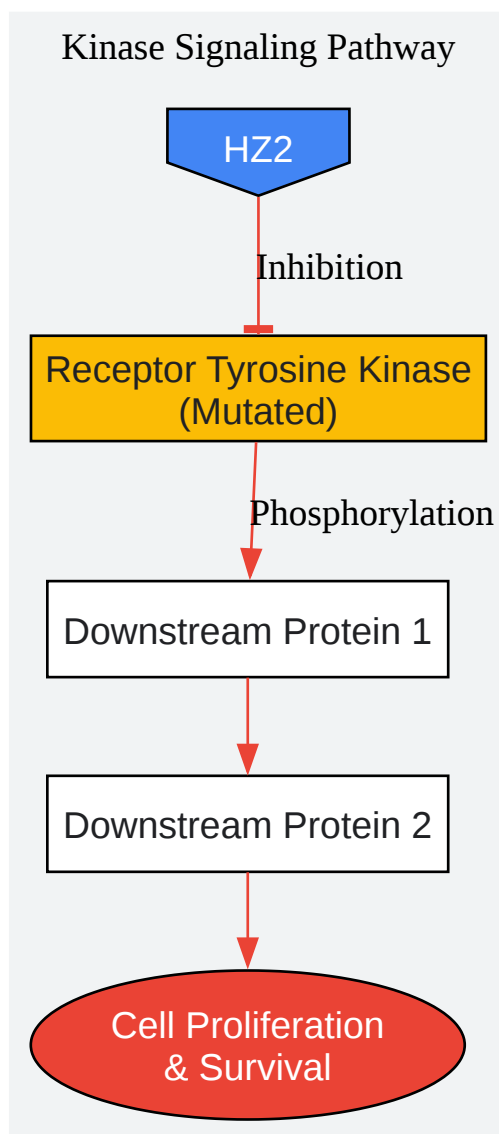 Kinase Signaling Pathway
HZ2
Inhibition
Receptor Tyrosine Kinase
(Mutated)
Phosphorylation
Downstream Protein 1
Downstream Protein 2
Cell Proliferation
& Survival